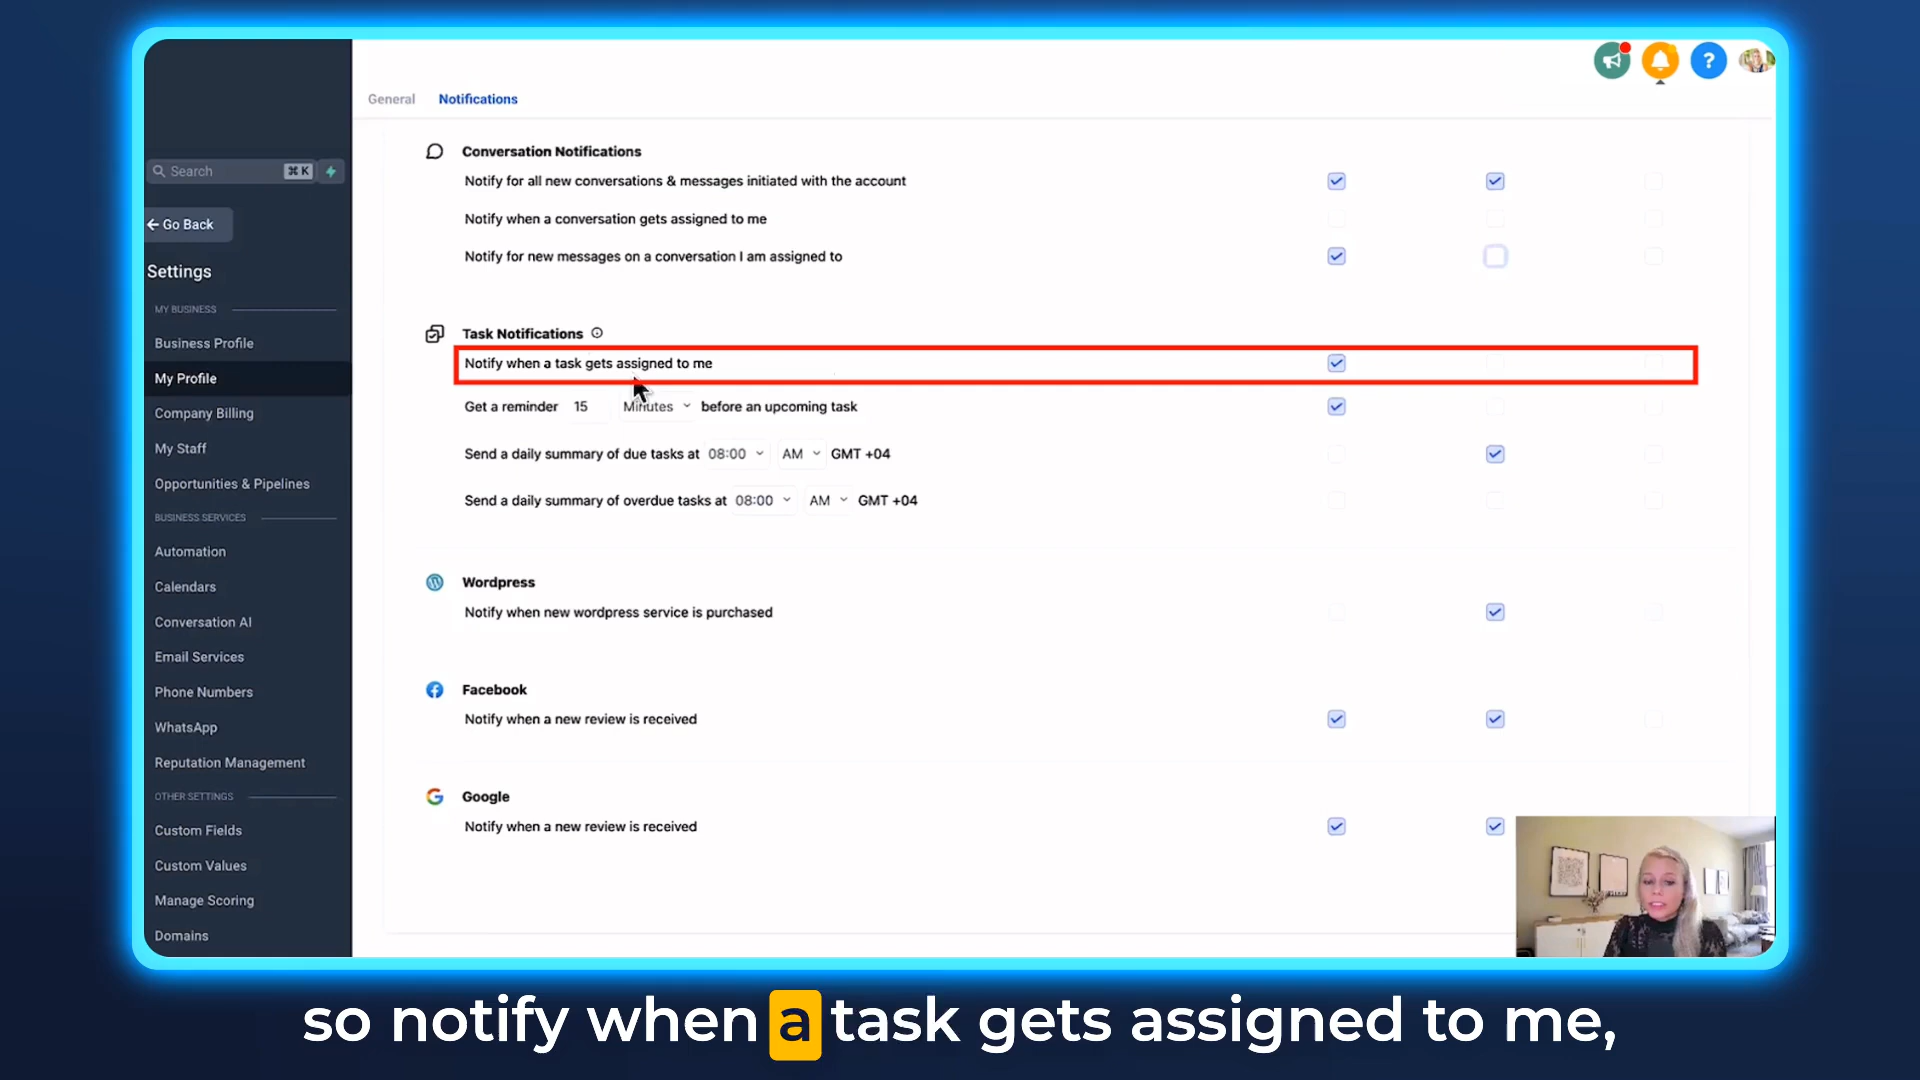 General Notifications
Search ⌘ K
← Go Back
Settings
MY BUSINESS
Business Profile
My Profile
Company Billing
My Staff
Opportunities & Pipelines
BUSINESS SERVICES
Automation
Calendars
Conversation AI
Email Services
Phone Numbers
WhatsApp
Reputation Management
OTHER SETTINGS
Custom Fields
Custom Values
Manage Scoring
Domains
Conversation Notifications
Notify for all new conversations & messages initiated with the account
Notify when a conversation gets assigned to me
Notify for new messages on a conversation I am assigned to
Task Notifications
Notify when a task gets assigned to me
Get a reminder 15 Minutes before an upcoming task
Send a daily summary of due tasks at 08:00 AM GMT +04
Send a daily summary of overdue tasks at 08:00 AM GMT +04
Wordpress
Notify when new wordpress service is purchased
Facebook
Notify when a new review is received
Google
Notify when a new review is received
so notify when a task gets assigned to me,